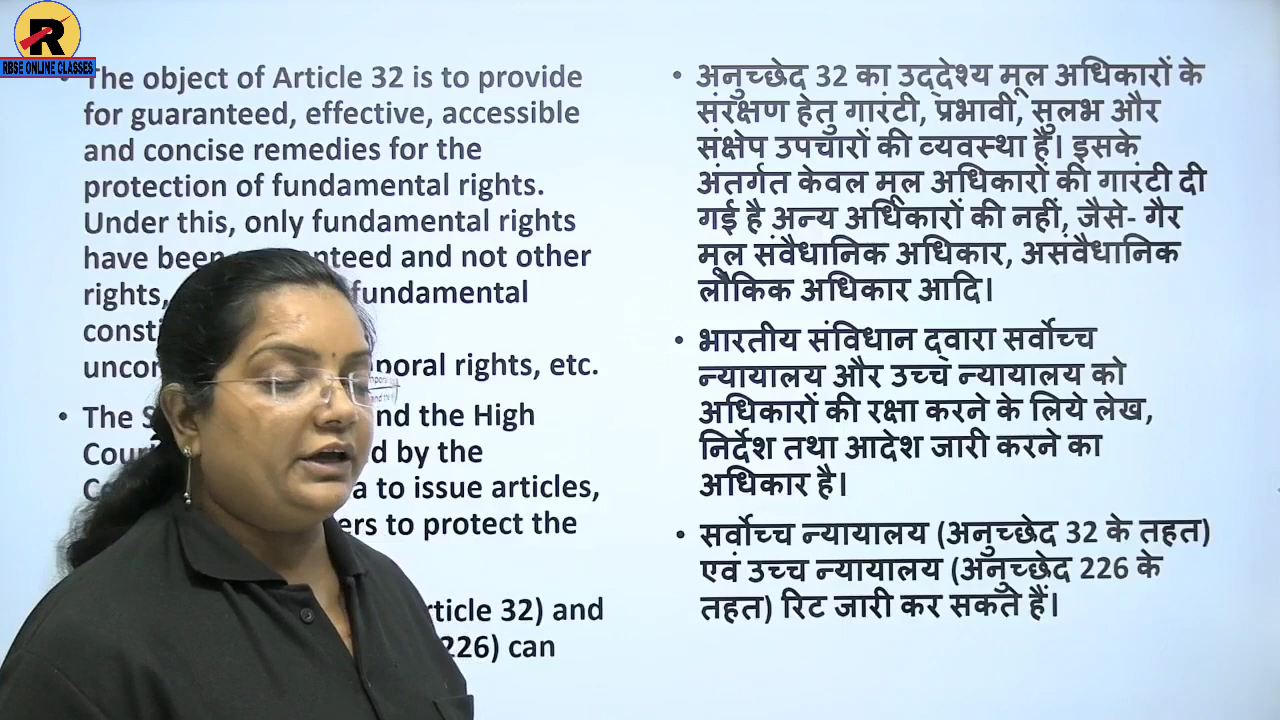 R
RBSE ONLINE CLASSES
• The object of Article 32 is to provide
for guaranteed, effective, accessible
and concise remedies for the
protection of fundamental rights.
Under this, only fundamental rights
have been and not other
rights, fundamental
rights, etc.
• The and the High
by the
to issue articles,
to protect the
32) and
226) can
• अनुच्छेद 32 का उद्देश्य मूल अधिकारों के
संरक्षण हेतु गारंटी, प्रभावी, सुलभ और
संक्षेप उपचारों की व्यवस्था है। इसके
अंतर्गत केवल मूल अधिकारों की गारंटी दी
गई है अन्य अधिकारों की नहीं, जैसे- गैर
मूल संवैधानिक अधिकार, असंवैधानिक
लौकिक अधिकार आदि।
• भारतीय संविधान द्वारा सर्वोच्च
न्यायालय और उच्च न्यायालय को
अधिकारों की रक्षा करने के लिये लेख,
निर्देश तथा आदेश जारी करने का
अधिकार है।
• सर्वोच्च न्यायालय (अनुच्छेद 32 के तहत)
एवं उच्च न्यायालय (अनुच्छेद 226 के
तहत) रिट जारी कर सकते हैं।